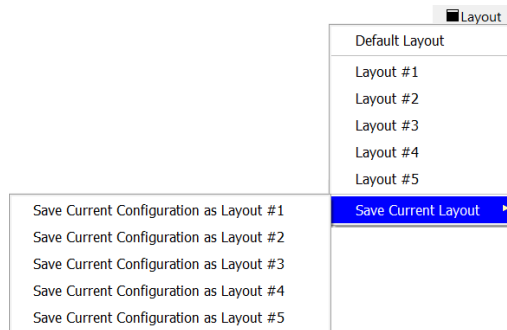 Layout
Default Layout
Layout #1
Layout #2
Layout #3
Layout #4
Layout #5
Save Current Layout
Save Current Configuration as Layout #1
Save Current Configuration as Layout #2
Save Current Configuration as Layout #3
Save Current Configuration as Layout #4
Save Current Configuration as Layout #5